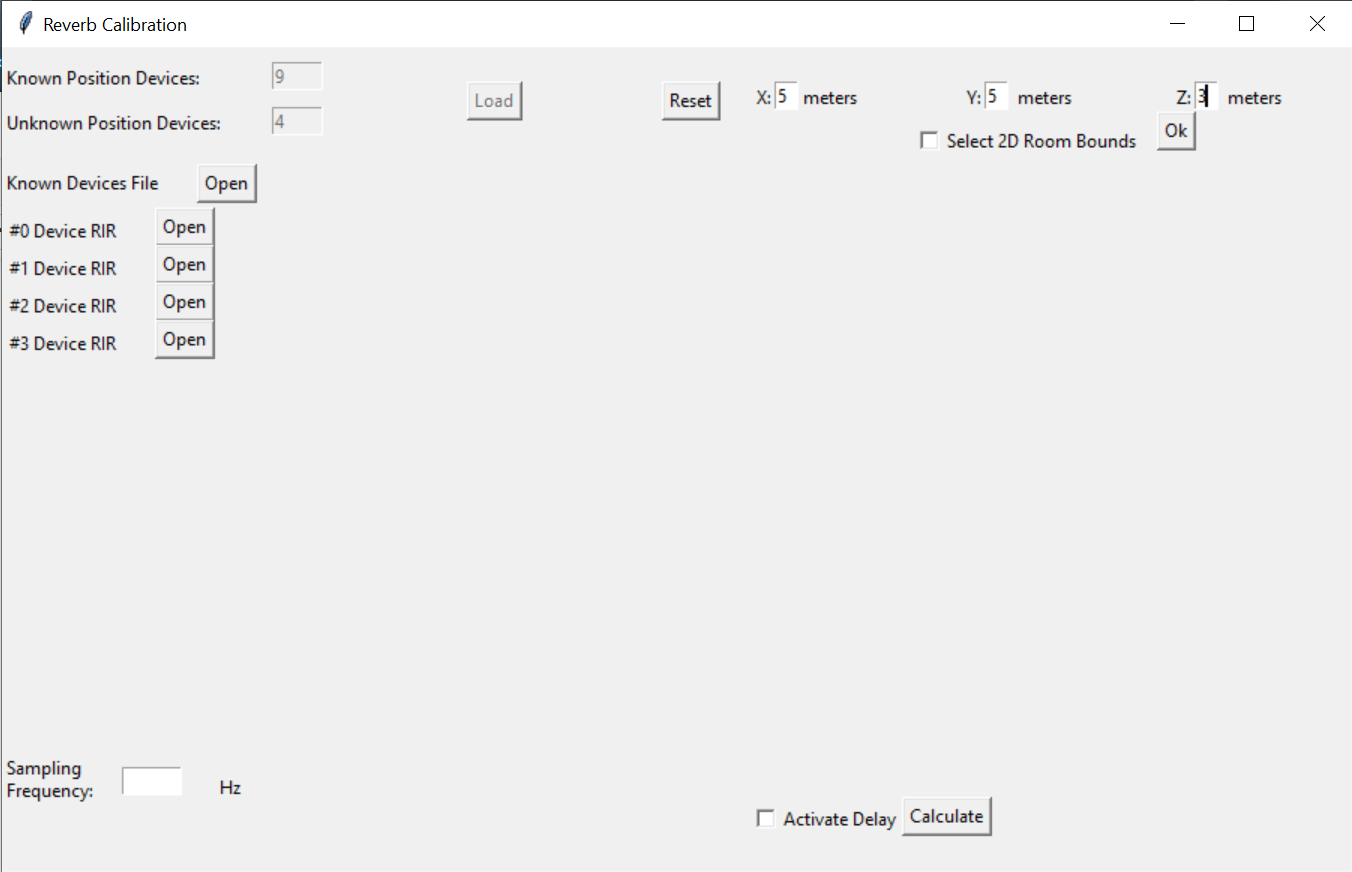 Reverb Calibration
Known Position Devices: 9
Unknown Position Devices: 4
Load
Reset
X: 5 meters
Y: 5 meters
Z: 3 meters
Select 2D Room Bounds
Ok
Known Devices File Open
#0 Device RIR Open
#1 Device RIR Open
#2 Device RIR Open
#3 Device RIR Open
Sampling
Frequency:
Hz
Activate Delay
Calculate